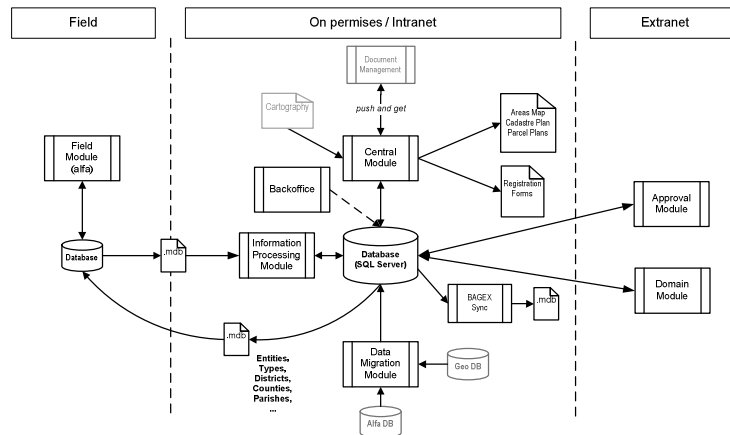 Field
On permises / Intranet
Extranet
Document
Management
push and get
Cartography
Areas Map
Cadastre Plan
Parcel Plans
Field
Module
(alfa)
Central
Module
Backoffice
Registration
Forms
Approval
Module
Database
.mdb
Information
Processing
Module
Database
(SQL Server)
Domain
Module
BAGEX
Sync
.mdb
.mdb
Entities,
Types,
Districts,
Counties,
Parishes,
...
Data
Migration
Module
Geo DB
Alfa DB